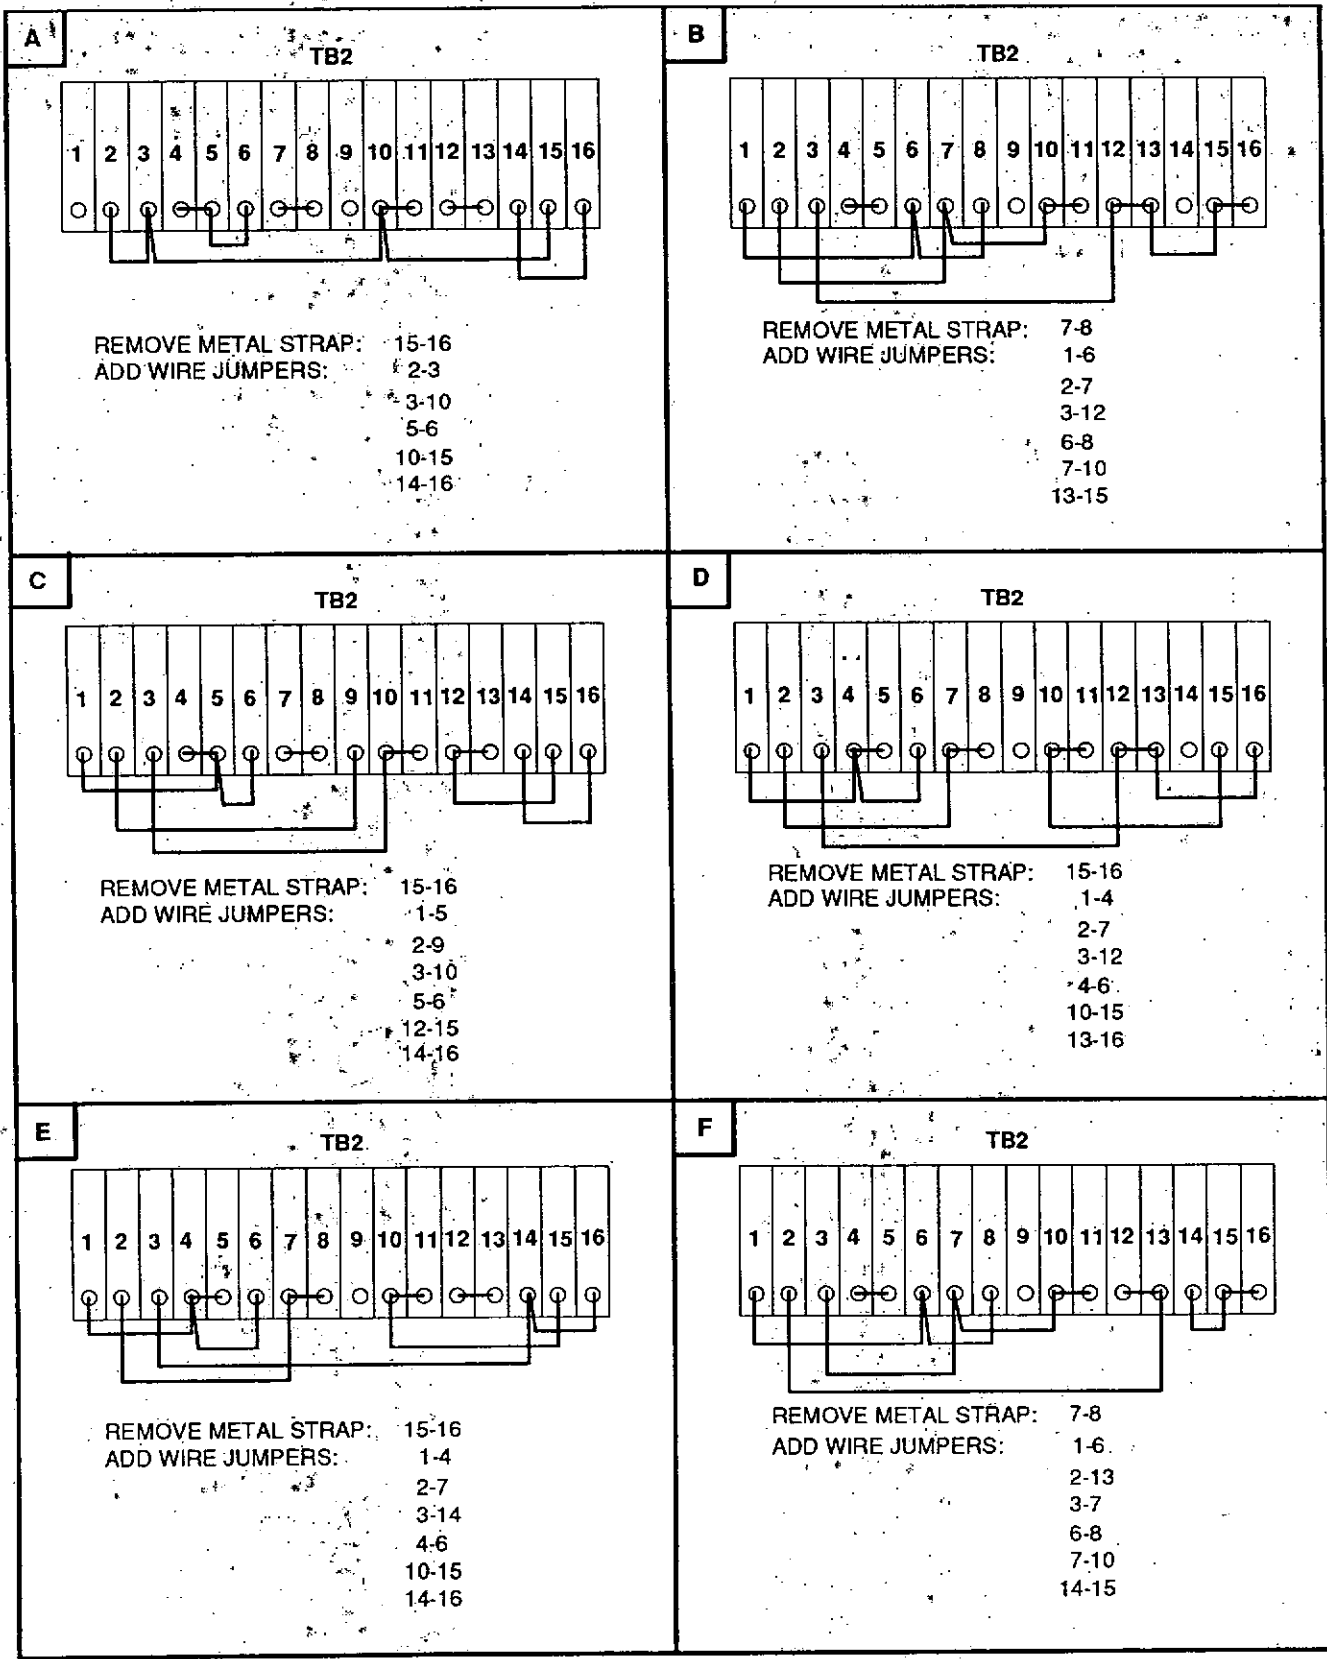 A
TB2
1 2 3 4 5 6 7 8 9 10 11 12 13 14 15 16
REMOVE METAL STRAP: 15-16
ADD WIRE JUMPERS: 2-3
3-10
5-6
10-15
14-16
B
TB2
1 2 3 4 5 6 7 8 9 10 11 12 13 14 15 16
REMOVE METAL STRAP: 7-8
ADD WIRE JUMPERS: 1-6
2-7
3-12
6-8
7-10
13-15
C
TB2
1 2 3 4 5 6 7 8 9 10 11 12 13 14 15 16
REMOVE METAL STRAP: 15-16
ADD WIRE JUMPERS: 1-5
2-9
3-10
5-6
12-15
14-16
D
TB2
1 2 3 4 5 6 7 8 9 10 11 12 13 14 15 16
REMOVE METAL STRAP: 15-16
ADD WIRE JUMPERS: 1-4
2-7
3-12
4-6
10-15
13-16
E
TB2
1 2 3 4 5 6 7 8 9 10 11 12 13 14 15 16
REMOVE METAL STRAP: 15-16
ADD WIRE JUMPERS: 1-4
2-7
3-14
4-6
10-15
14-16
F
TB2
1 2 3 4 5 6 7 8 9 10 11 12 13 14 15 16
REMOVE METAL STRAP: 7-8
ADD WIRE JUMPERS: 1-6
2-13
3-7
6-8
7-10
14-15